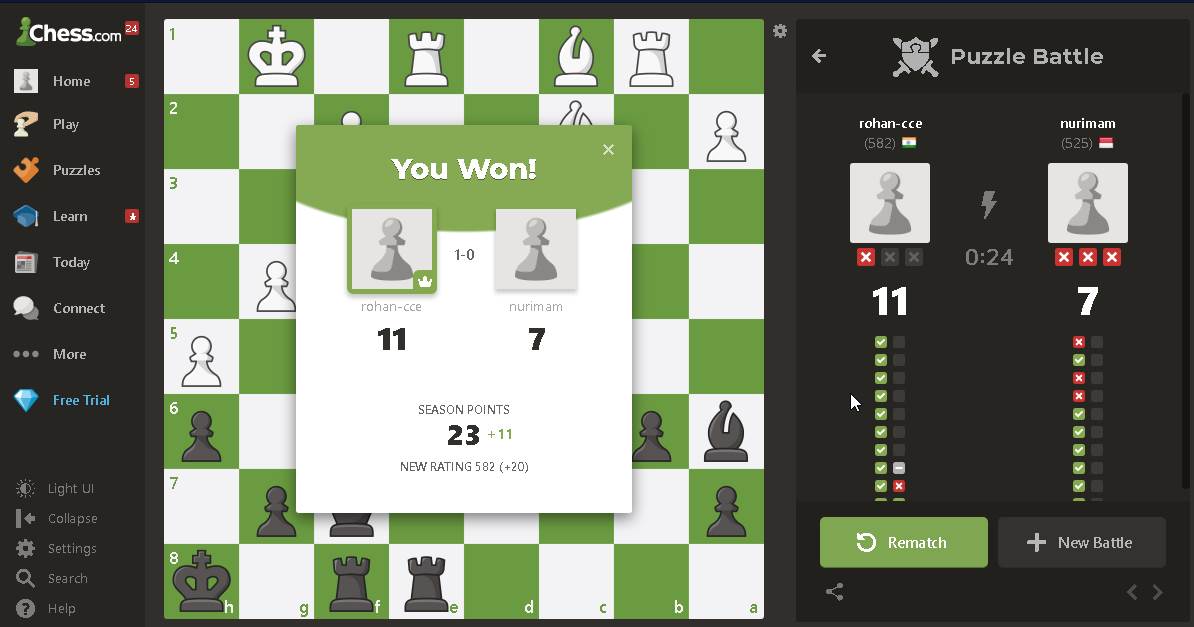 Chess.com 24
Home 5
Play
Puzzles
Learn
Today
Connect
More
Free Trial
Light UI
Collapse
Settings
Search
Help
1
2
3
4
5
6
7
8
h g f e d c b a
You Won!
1-0
rohan-cce nurimam
11 7
SEASON POINTS
23 +11
NEW RATING 582 (+20)
Puzzle Battle
rohan-cce nurimam
(582) (525)
0:24
11 7
Rematch New Battle